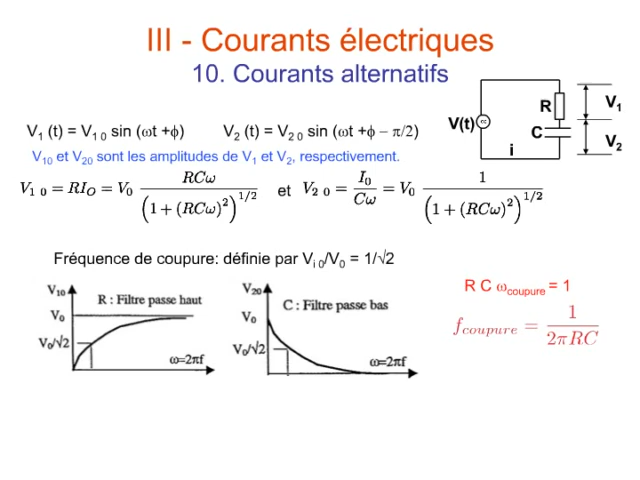 III - Courants électriques
10. Courants alternatifs
V(t)
R
C
i
V₁
V₂
V₁ (t) = V₁ ₀ sin (ωt +ϕ) V₂ (t) = V₂ ₀ sin (ωt +ϕ – π/2)
V₁₀ et V₂₀ sont les amplitudes de V₁ et V₂, respectivement.
V₁ ₀ = RI_O = V₀ RCω / (1 + (RCω)²)^1/2 et V₂ ₀ = I₀ / Cω = V₀ 1 / (1 + (RCω)²)^1/2
Fréquence de coupure: définie par Vᵢ ₀/V₀ = 1/√2
V₁₀
R : Filtre passe haut
V₀
V₀/√2
ω=2πf
V₂₀
C : Filtre passe bas
V₀
V₀/√2
ω=2πf
R C ω_coupure = 1
f_coupure = 1 / 2πRC